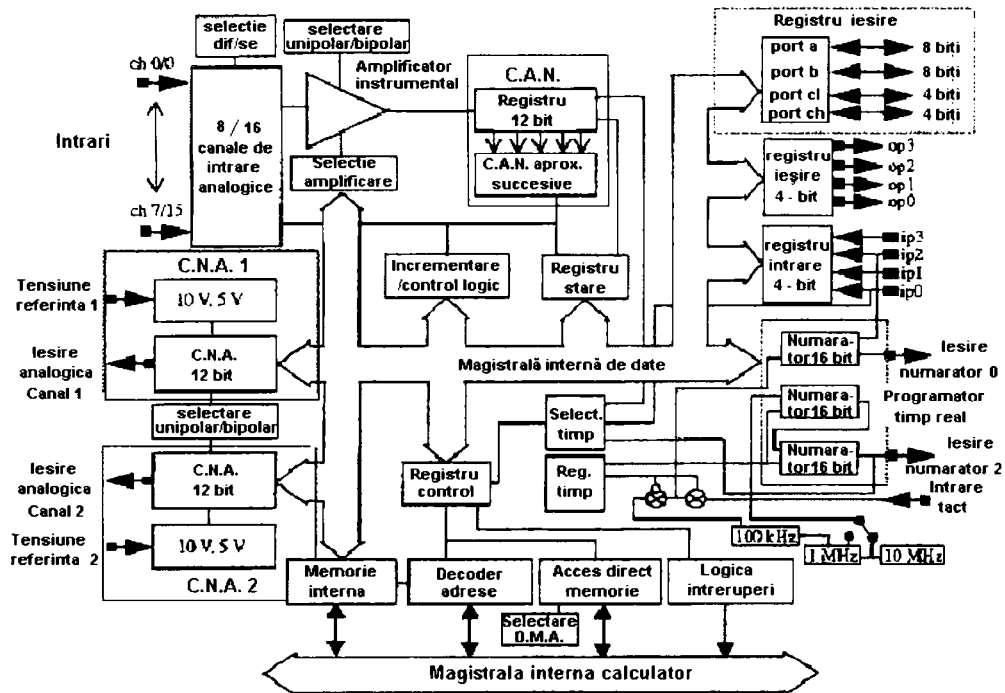 selectie
dif/se
selectare
unipolar/bipolar
Registru iesire
port a
8 biti
port b
8 biti
port cl
4 biti
port ch
4 biti
ch 0/0
Amplificator
instrumental
C.A.N.
Registru
12 bit
Intrari
8 / 16
canale de
intrare
analogice
Selectie
amplificare
C.A.N. aprox.
succesive
registru
ieşire
4 - bit
op3
op2
op1
op0
ch 7/15
registru
intrare
4 - bit
ip3
ip2
ip1
ip0
C.N.A. 1
Tensiune
referinta 1
10 V, 5 V
Incrementare
/control logic
Registru
stare
Iesire
analogica
Canal 1
C.N.A.
12 bit
Magistrală internă de date
Numara-
tor16 bit
Iesire
numarator 0
selectare
unipolar/bipolar
Select.
timp
Numara-
tor16 bit
Programator
timp real
Iesire
analogica
Canal 2
C.N.A.
12 bit
Registru
control
Reg.
timp
Numara-
tor16 bit
Iesire
numarator 2
Intrare
tact
Tensiune
referinta 2
10 V, 5 V
100 kHz
1 MHz
10 MHz
C.N.A. 2
Memorie
interna
Decoder
adrese
Acces direct
memorie
Logica
intreruperi
Selectare
D.M.A.
Magistrala interna calculator